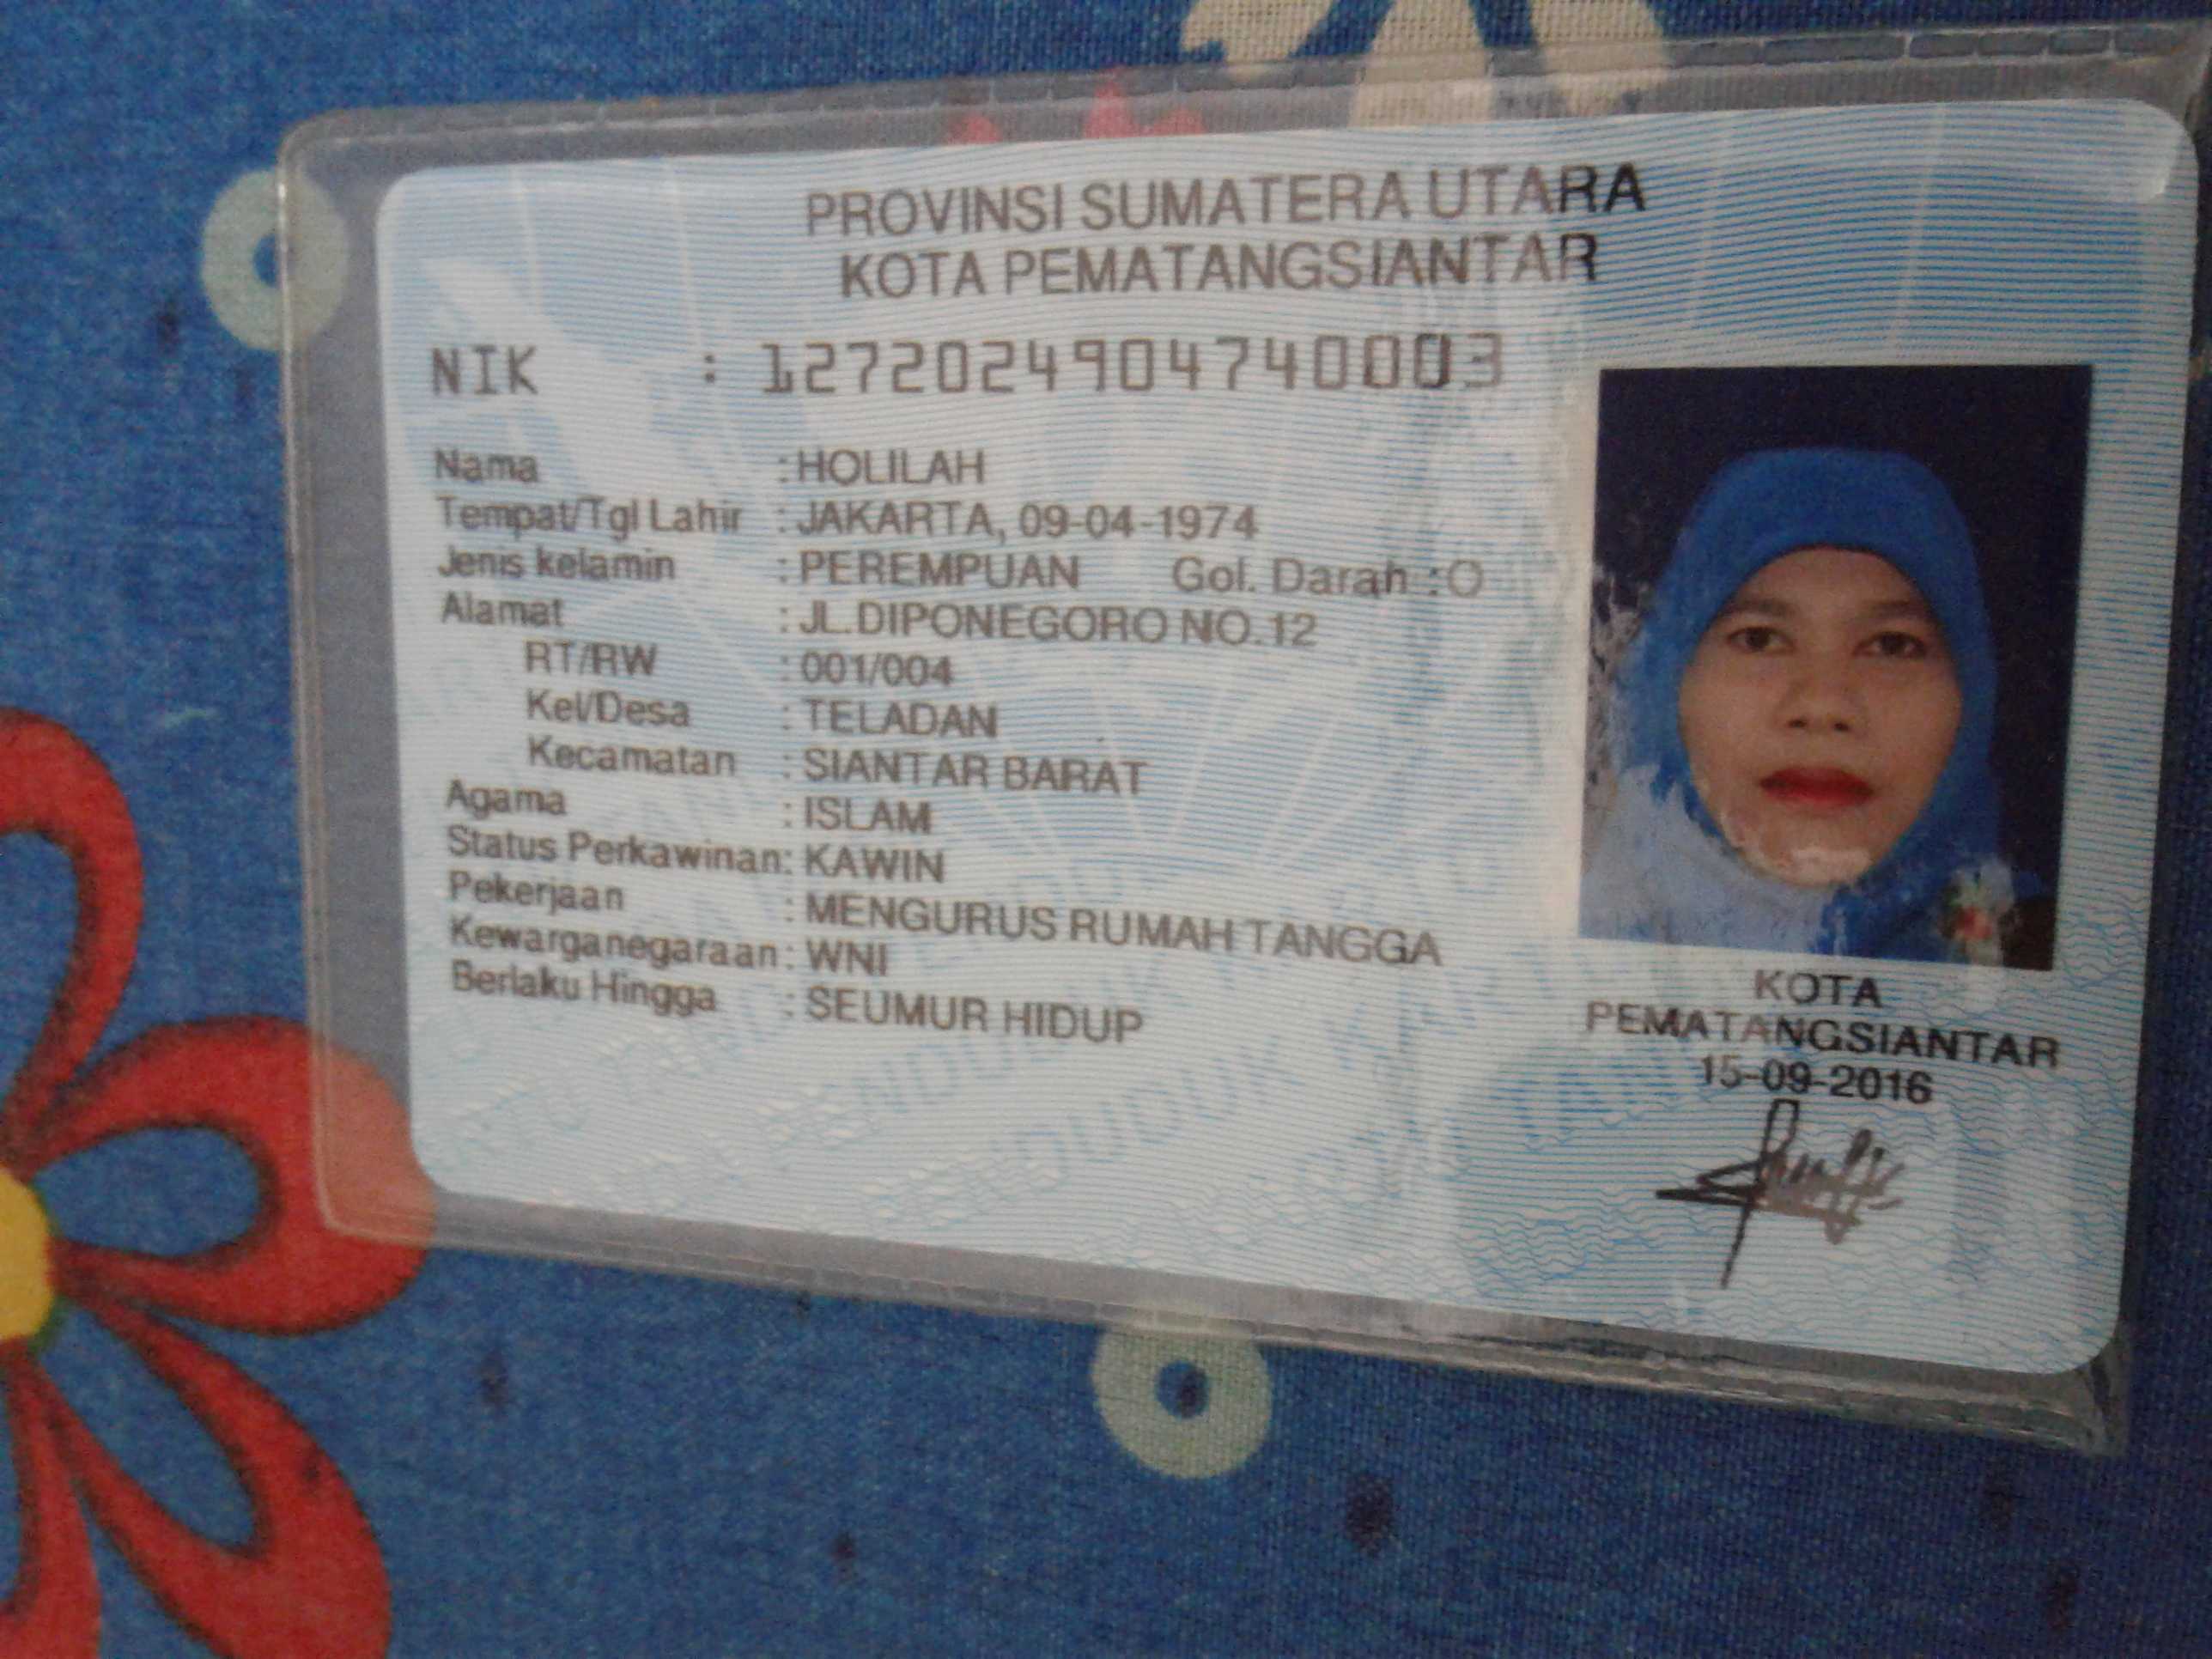 PROVINSI SUMATERA UTARA
KOTA PEMATANGSIANTAR
NIK : 1272024904740003
Nama : HOLILAH
Tempat/Tgl Lahir : JAKARTA, 09-04-1974
Jenis kelamin : PEREMPUAN Gol. Darah : O
Alamat : JL.DIPONEGORO NO.12
RT/RW : 001/004
Kel/Desa : TELADAN
Kecamatan : SIANTAR BARAT
Agama : ISLAM
Status Perkawinan: KAWIN
Pekerjaan : MENGURUS RUMAH TANGGA
Kewarganegaraan: WNI
Berlaku Hingga : SEUMUR HIDUP
KOTA
PEMATANGSIANTAR
15-09-2016